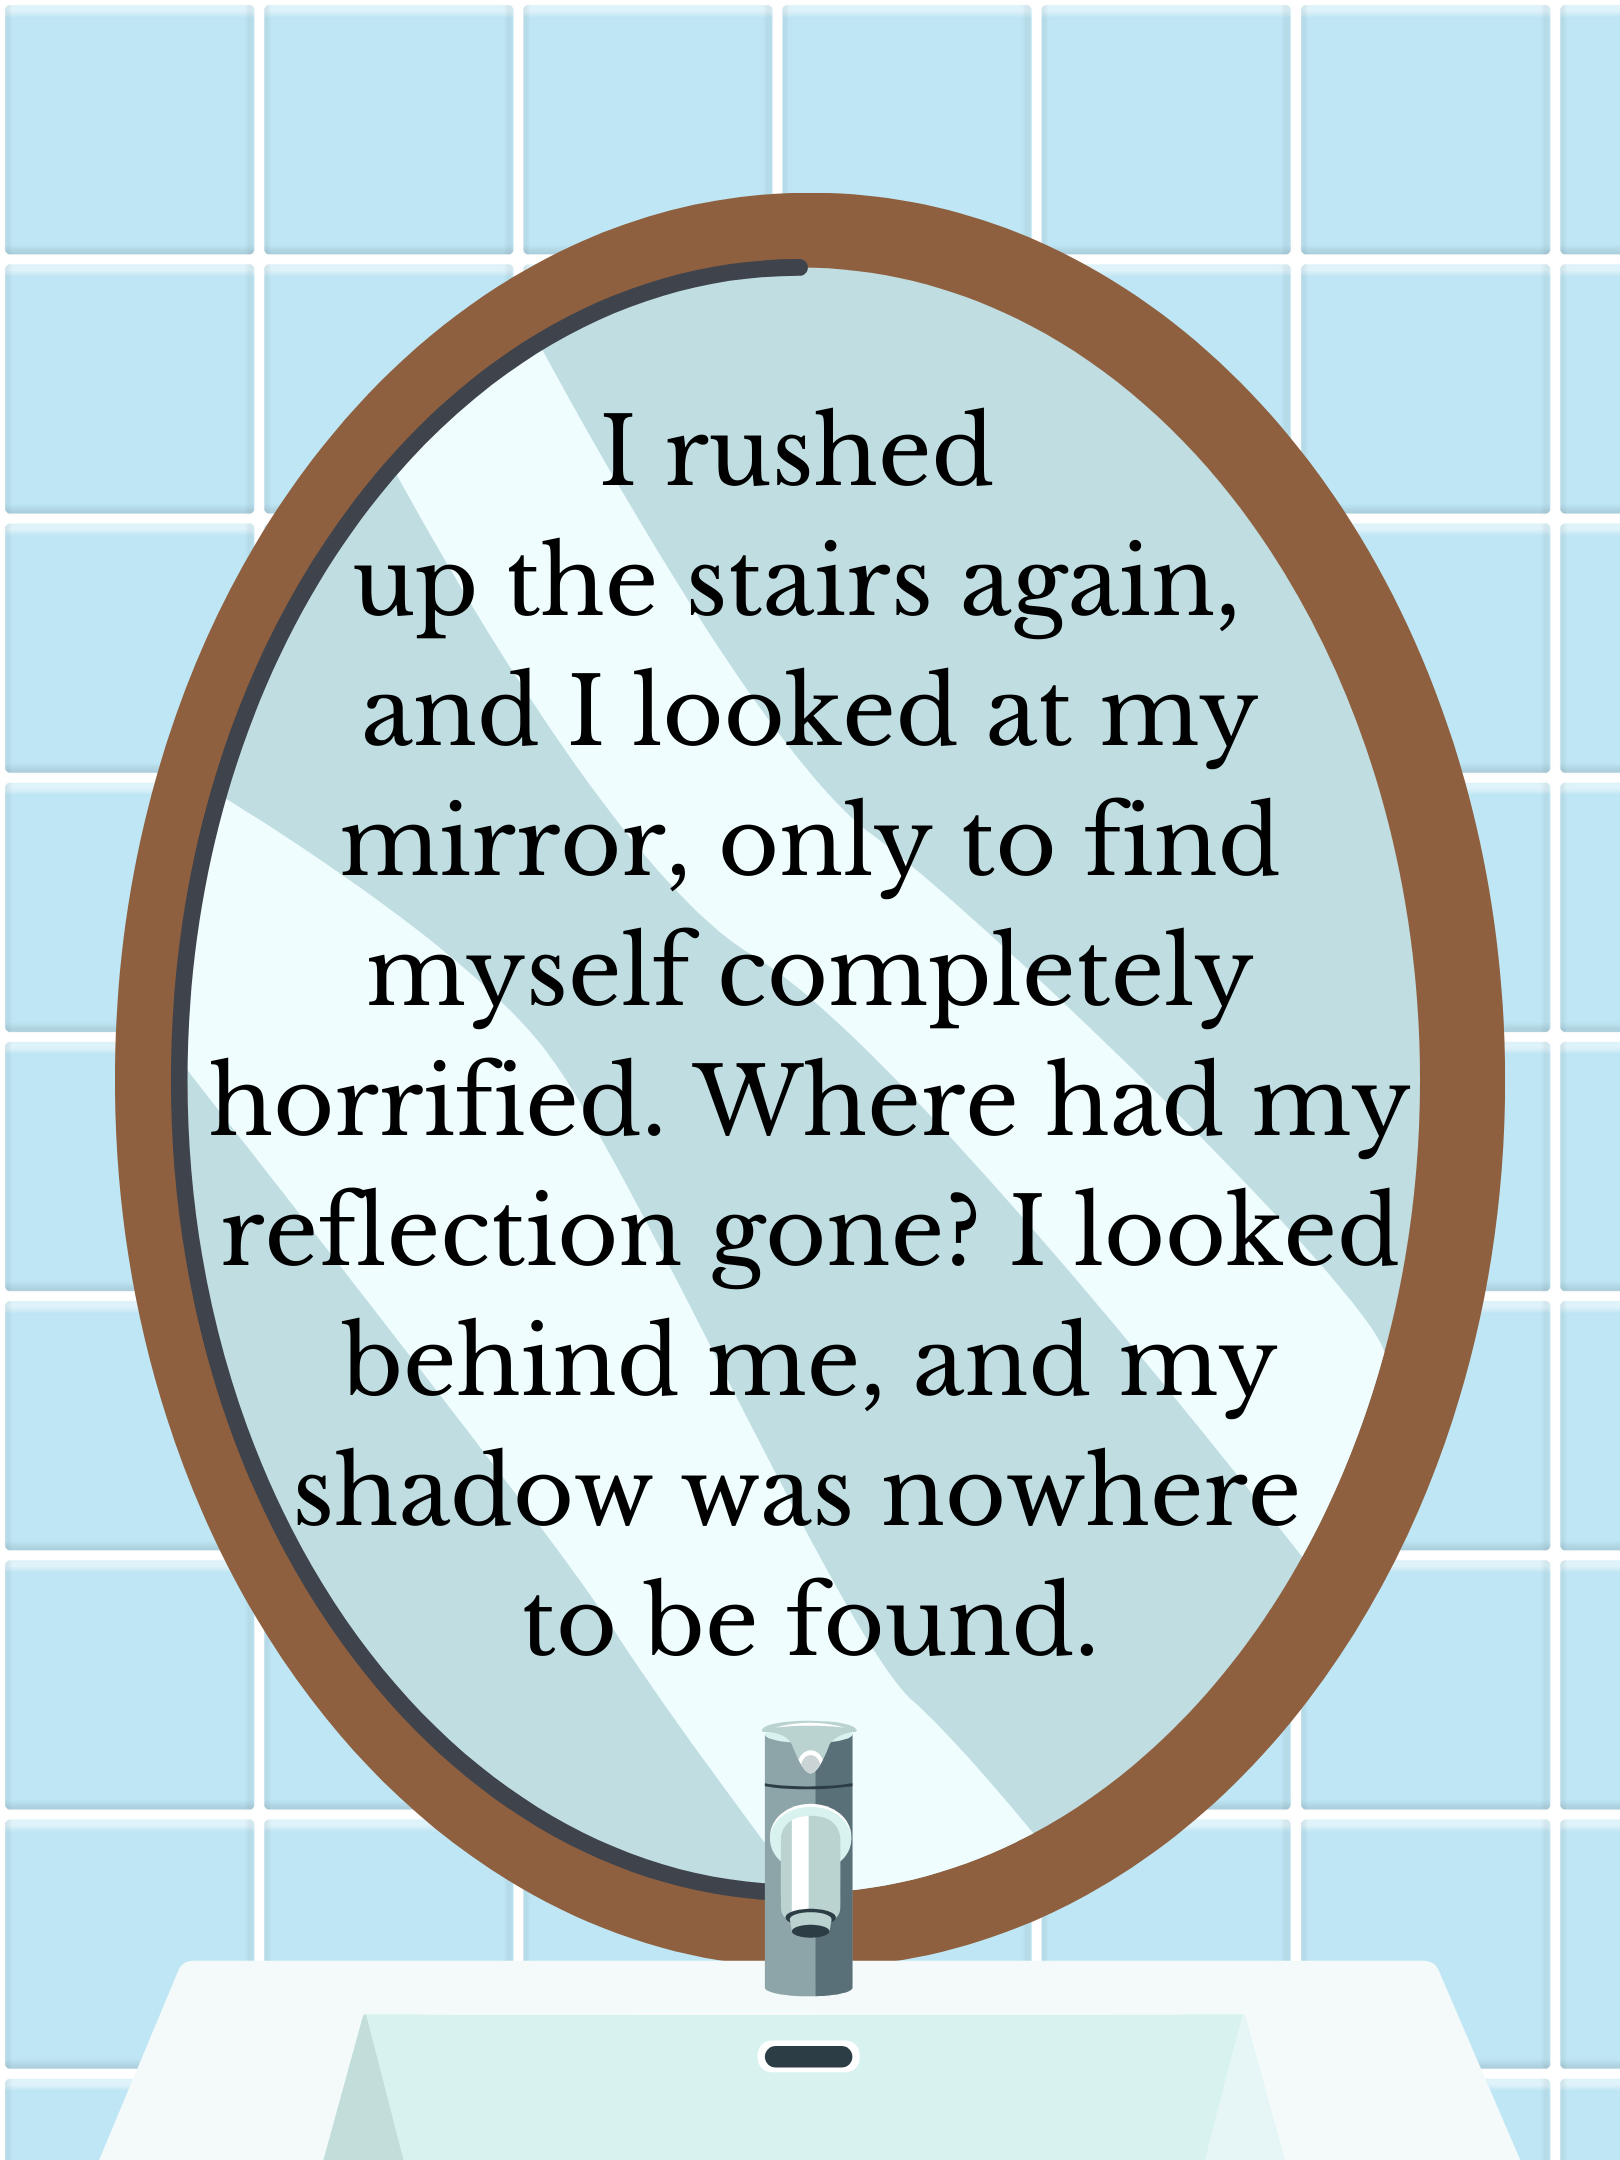 I rushed
up the stairs again,
and I looked at my
mirror, only to find
myself completely
horrified. Where had my
reflection gone? I looked
behind me, and my
shadow was nowhere
to be found.